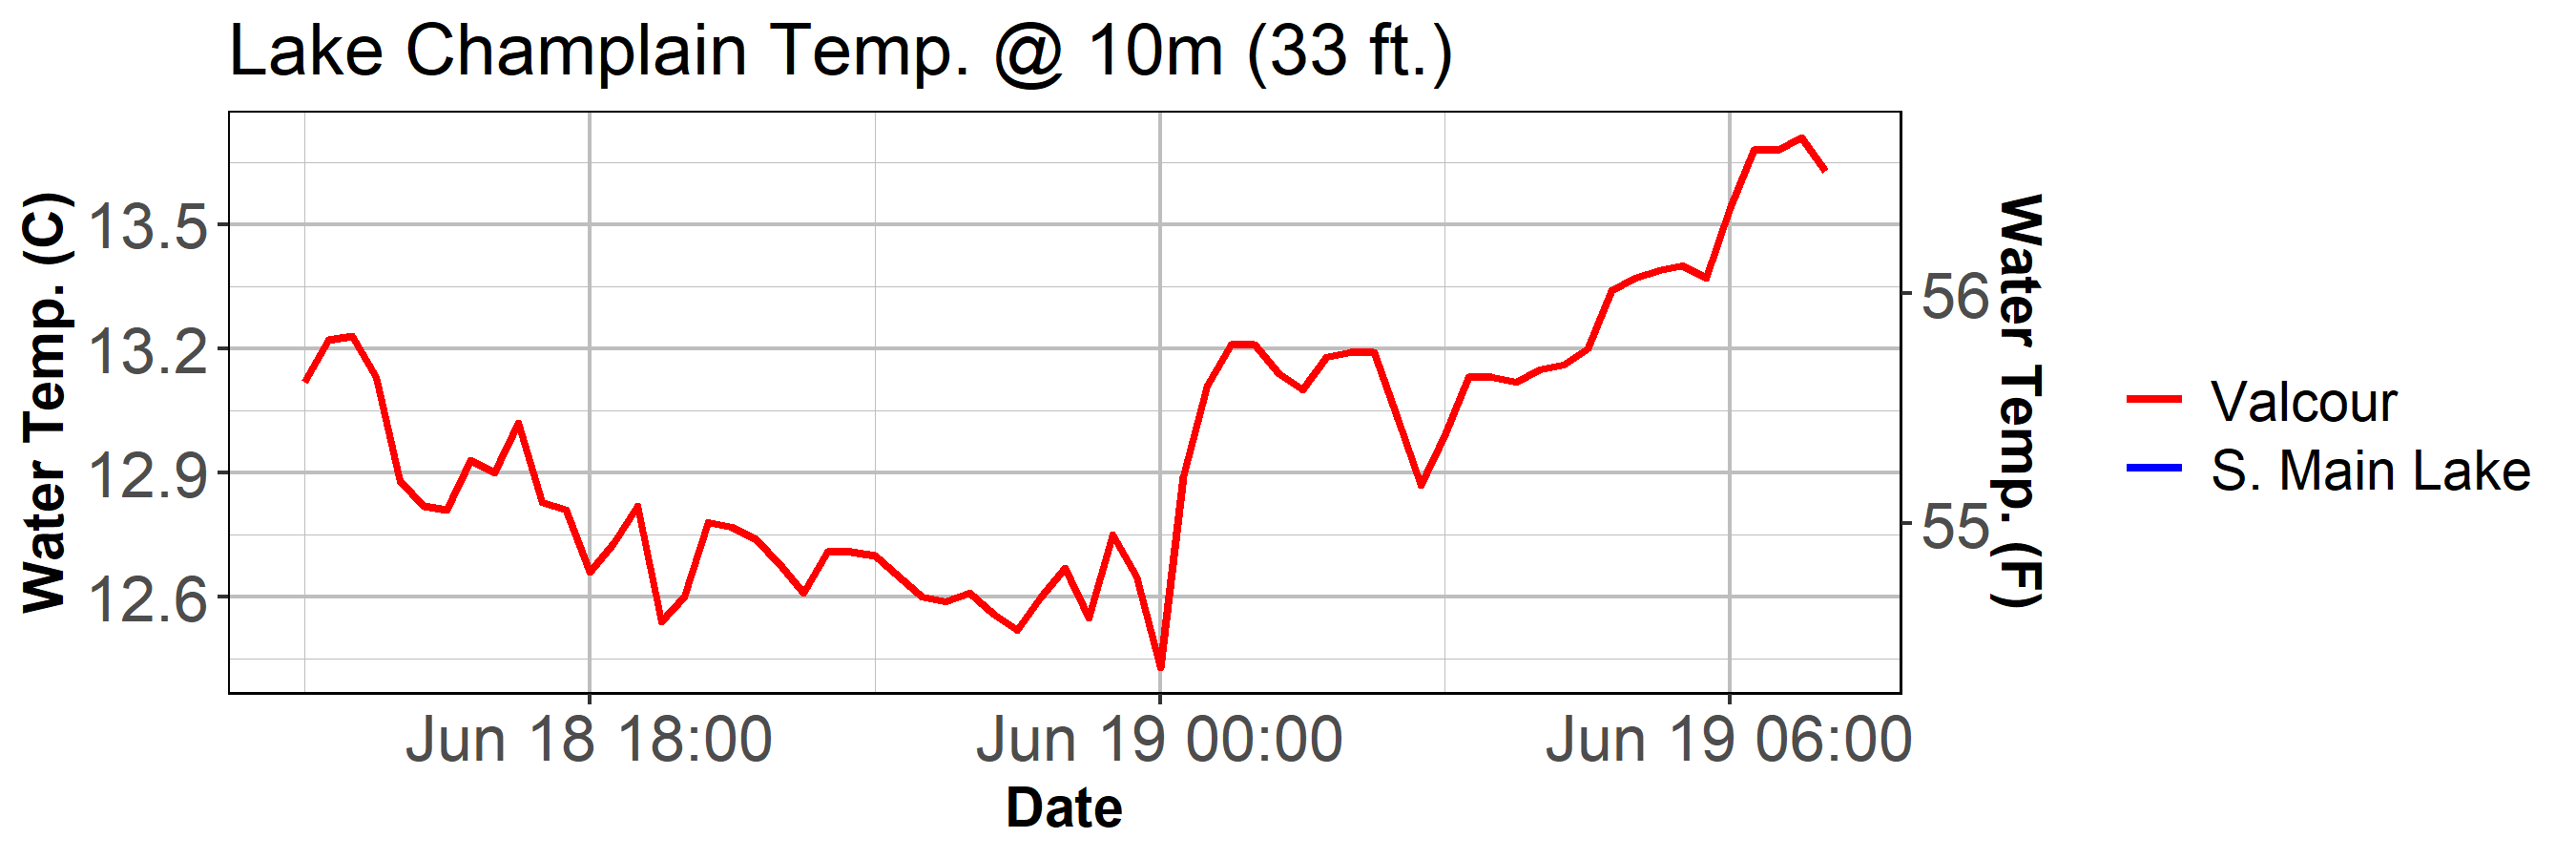 Lake Champlain Temp. @ 10m (33 ft.)
Water Temp. (C)
13.5
13.2
12.9
12.6
56
55
Water Temp. (F)
Jun 18 18:00
Jun 19 00:00
Jun 19 06:00
Date
Valcour
S. Main Lake